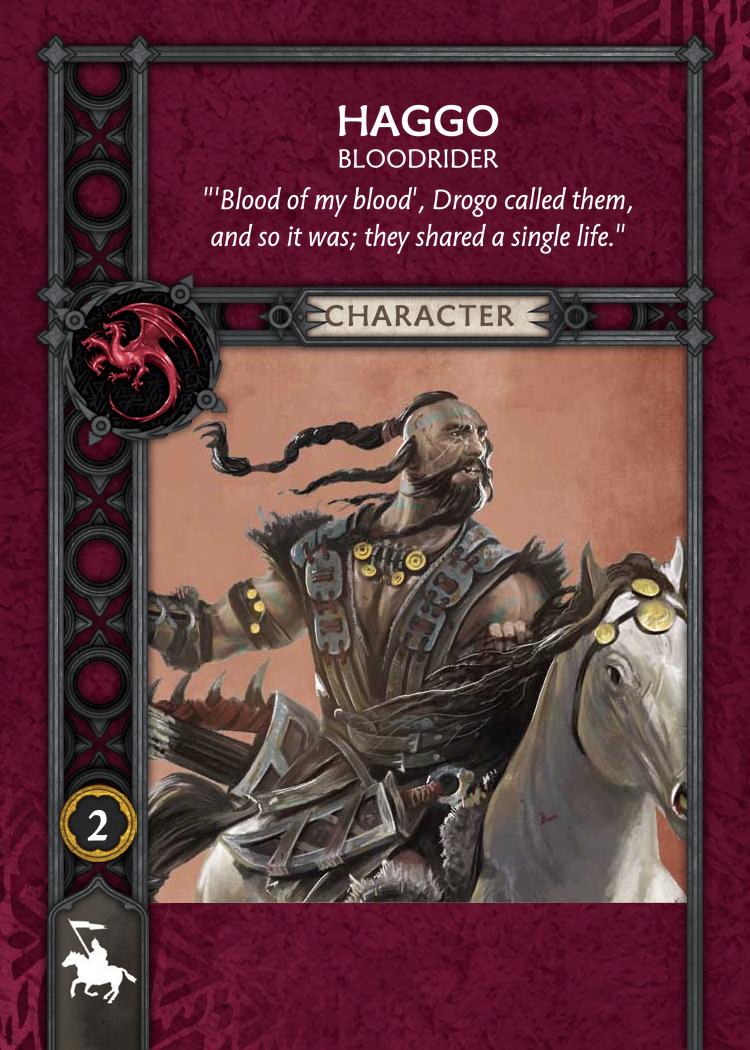 HAGGO
BLOODRIDER
"'Blood of my blood', Drogo called them,
and so it was; they shared a single life."
CHARACTER
2